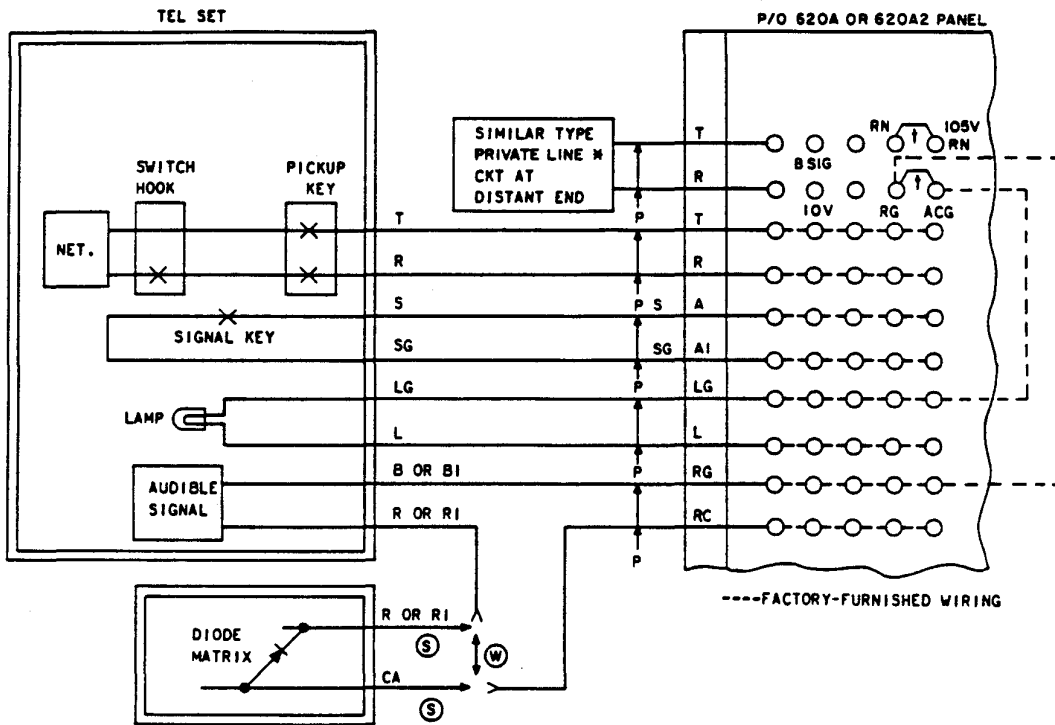 TEL SET
P/O 620A OR 620A2 PANEL
SIMILAR TYPE
PRIVATE LINE *
CKT AT
DISTANT END
T
RN
105V
RN
B SIG
SWITCH
HOOK
PICKUP
KEY
R
P
10V
RG
ACG
NET.
T
T
R
R
S
P
S
A
SIGNAL KEY
SG
SG
A1
LG
P
LG
LAMP
L
L
B OR B1
P
RG
AUDIBLE
SIGNAL
R OR R1
RC
P
----FACTORY-FURNISHED WIRING
R OR R1
DIODE
MATRIX
S
W
CA
S